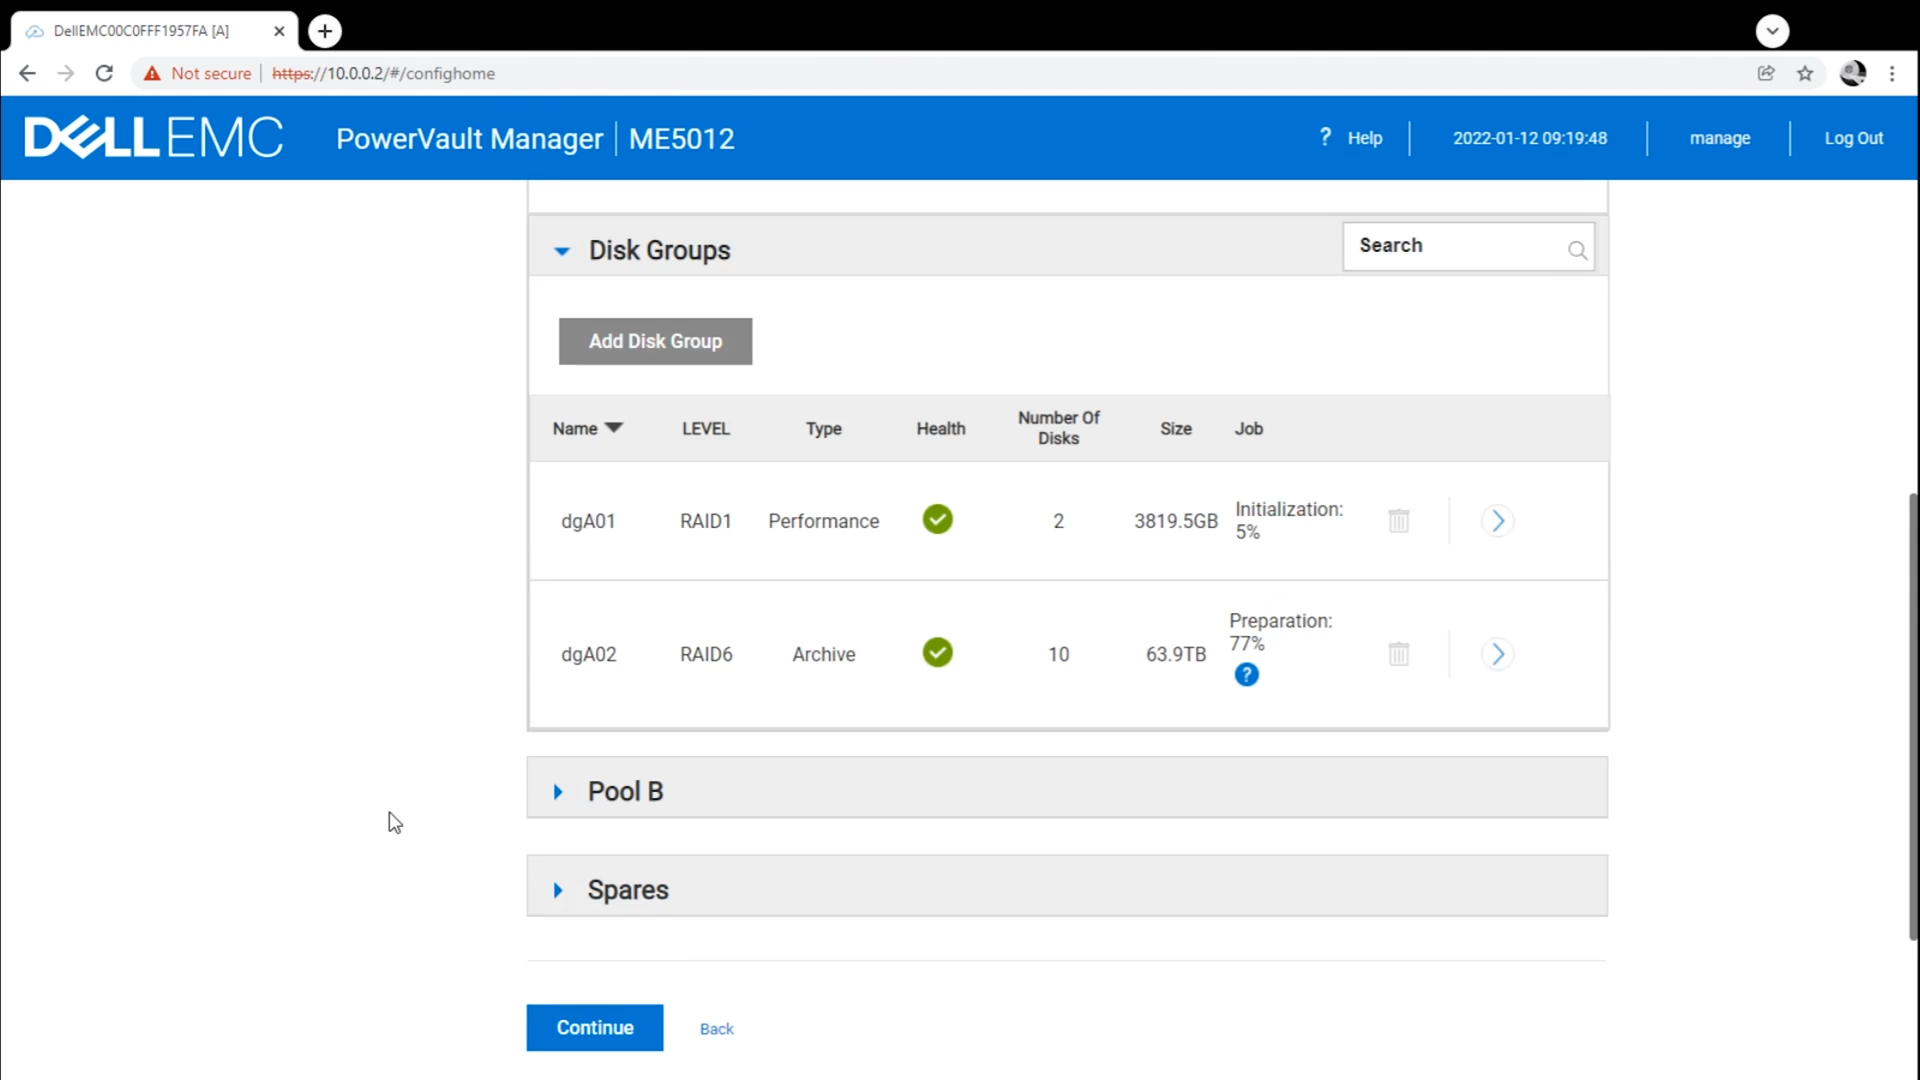 DellEMC00C0FFF1957FA [A]
Not secure
https://10.0.0.2/#/confighome
DELLEMC
PowerVault Manager
ME5012
? Help
2022-01-12 09:19:48
manage
Log Out
Disk Groups
Search
Add Disk Group
Name
LEVEL
Type
Health
Number Of
Disks
Size
Job
dgA01
RAID1
Performance
2
3819.5GB
Initialization:
5%
dgA02
RAID6
Archive
10
63.9TB
Preparation:
77%
?
Pool B
Spares
Continue
Back